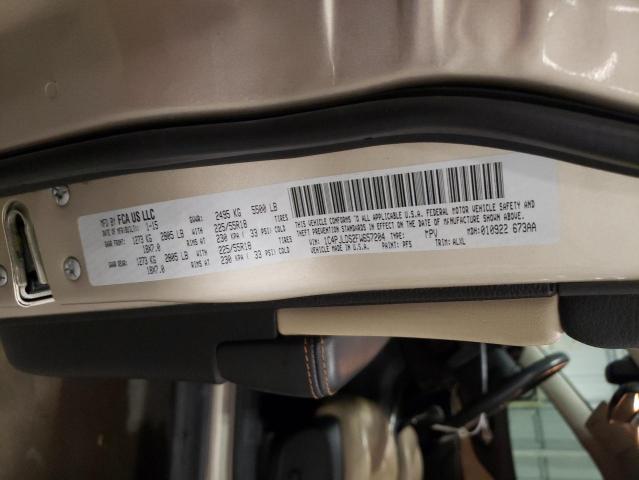 MFD BY FCA US LLC
DATE OF MFR 1-15 GVWR: 2495 KG 5500 LB
GAWR FRONT: 1273 KG 2805 LB WITH 225/55R18 TIRES
18X7.0 RIMS AT 230 KPA ( 33 PSI) COLD
GAWR REAR: 1273 KG 2805 LB WITH 225/55R18 TIRES
18X7.0 RIMS AT 230 KPA ( 33 PSI) COLD
THIS VEHICLE CONFORMS TO ALL APPLICABLE U.S.A. FEDERAL MOTOR VEHICLE SAFETY AND
THEFT PREVENTION STANDARDS IN EFFECT ON THE DATE OF MANUFACTURE SHOWN ABOVE.
VIN: 1C4PJLDS2FW657204 TYPE: MPV MDH: 010922 673AA
VEHICLE MADE IN U.S.A. PAINT: PFS TRIM: ALXL